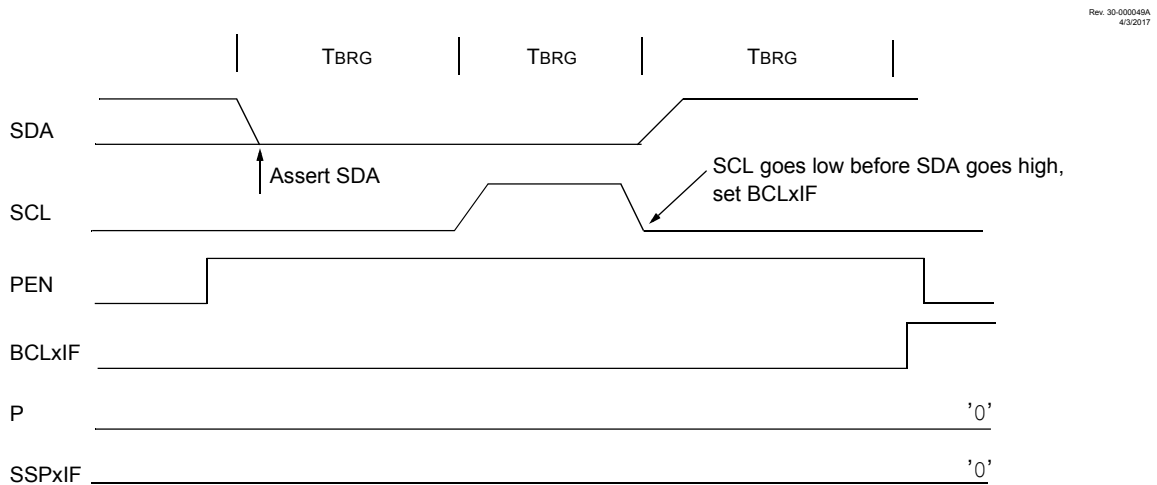 Rev. 30-000049A
4/3/2017
TBRG TBRG TBRG
SDA
Assert SDA
SCL goes low before SDA goes high,
set BCLxIF
SCL
PEN
BCLxIF
P '0'
SSPxIF '0'